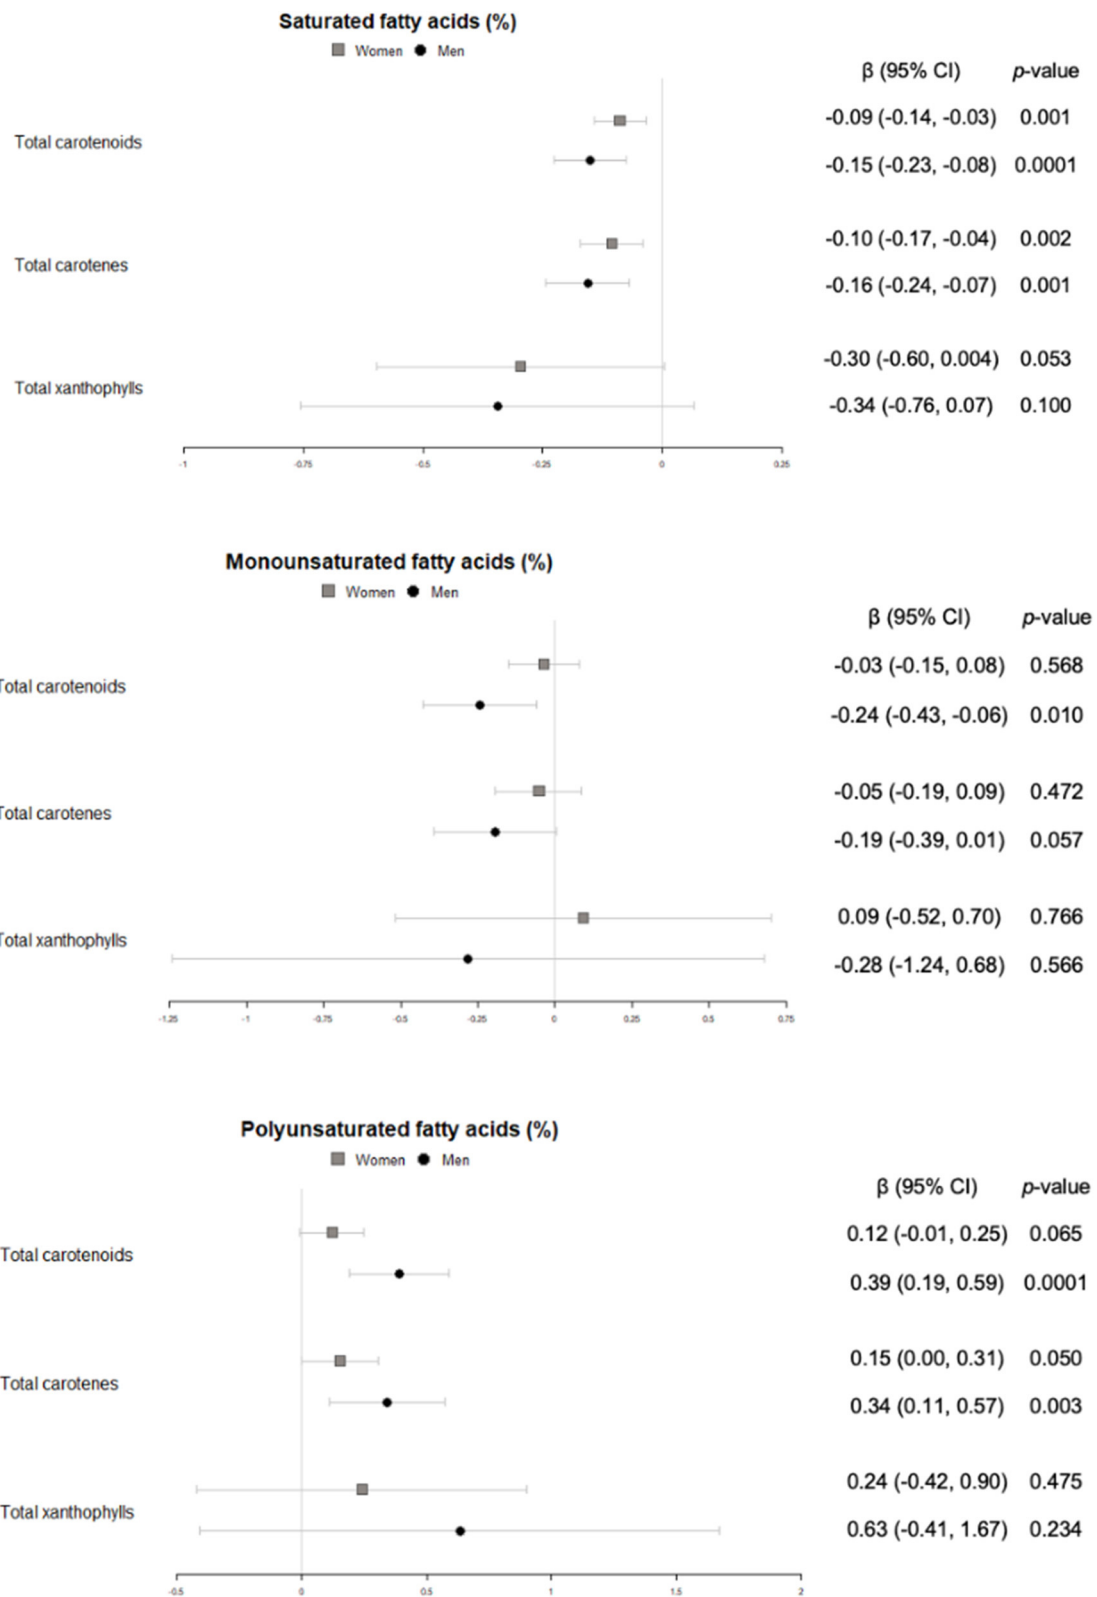 Saturated fatty acids (%)
Women Men
β (95% CI) p-value
-0.09 (-0.14, -0.03) 0.001
Total carotenoids
-0.15 (-0.23, -0.08) 0.0001
-0.10 (-0.17, -0.04) 0.002
Total carotenes
-0.16 (-0.24, -0.07) 0.001
-0.30 (-0.60, 0.004) 0.053
Total xanthophylls
-0.34 (-0.76, 0.07) 0.100
-1 -0.75 -0.5 -0.25 0 0.25
Monounsaturated fatty acids (%)
Women Men
β (95% CI) p-value
-0.03 (-0.15, 0.08) 0.568
Total carotenoids
-0.24 (-0.43, -0.06) 0.010
-0.05 (-0.19, 0.09) 0.472
Total carotenes
-0.19 (-0.39, 0.01) 0.057
0.09 (-0.52, 0.70) 0.766
Total xanthophylls
-0.28 (-1.24, 0.68) 0.566
-1.25 -1 -0.75 -0.5 -0.25 0 0.25 0.5 0.75
Polyunsaturated fatty acids (%)
Women Men
β (95% CI) p-value
0.12 (-0.01, 0.25) 0.065
Total carotenoids
0.39 (0.19, 0.59) 0.0001
0.15 (0.00, 0.31) 0.050
Total carotenes
0.34 (0.11, 0.57) 0.003
0.24 (-0.42, 0.90) 0.475
Total xanthophylls
0.63 (-0.41, 1.67) 0.234
-0.5 0 0.5 1 1.5 2